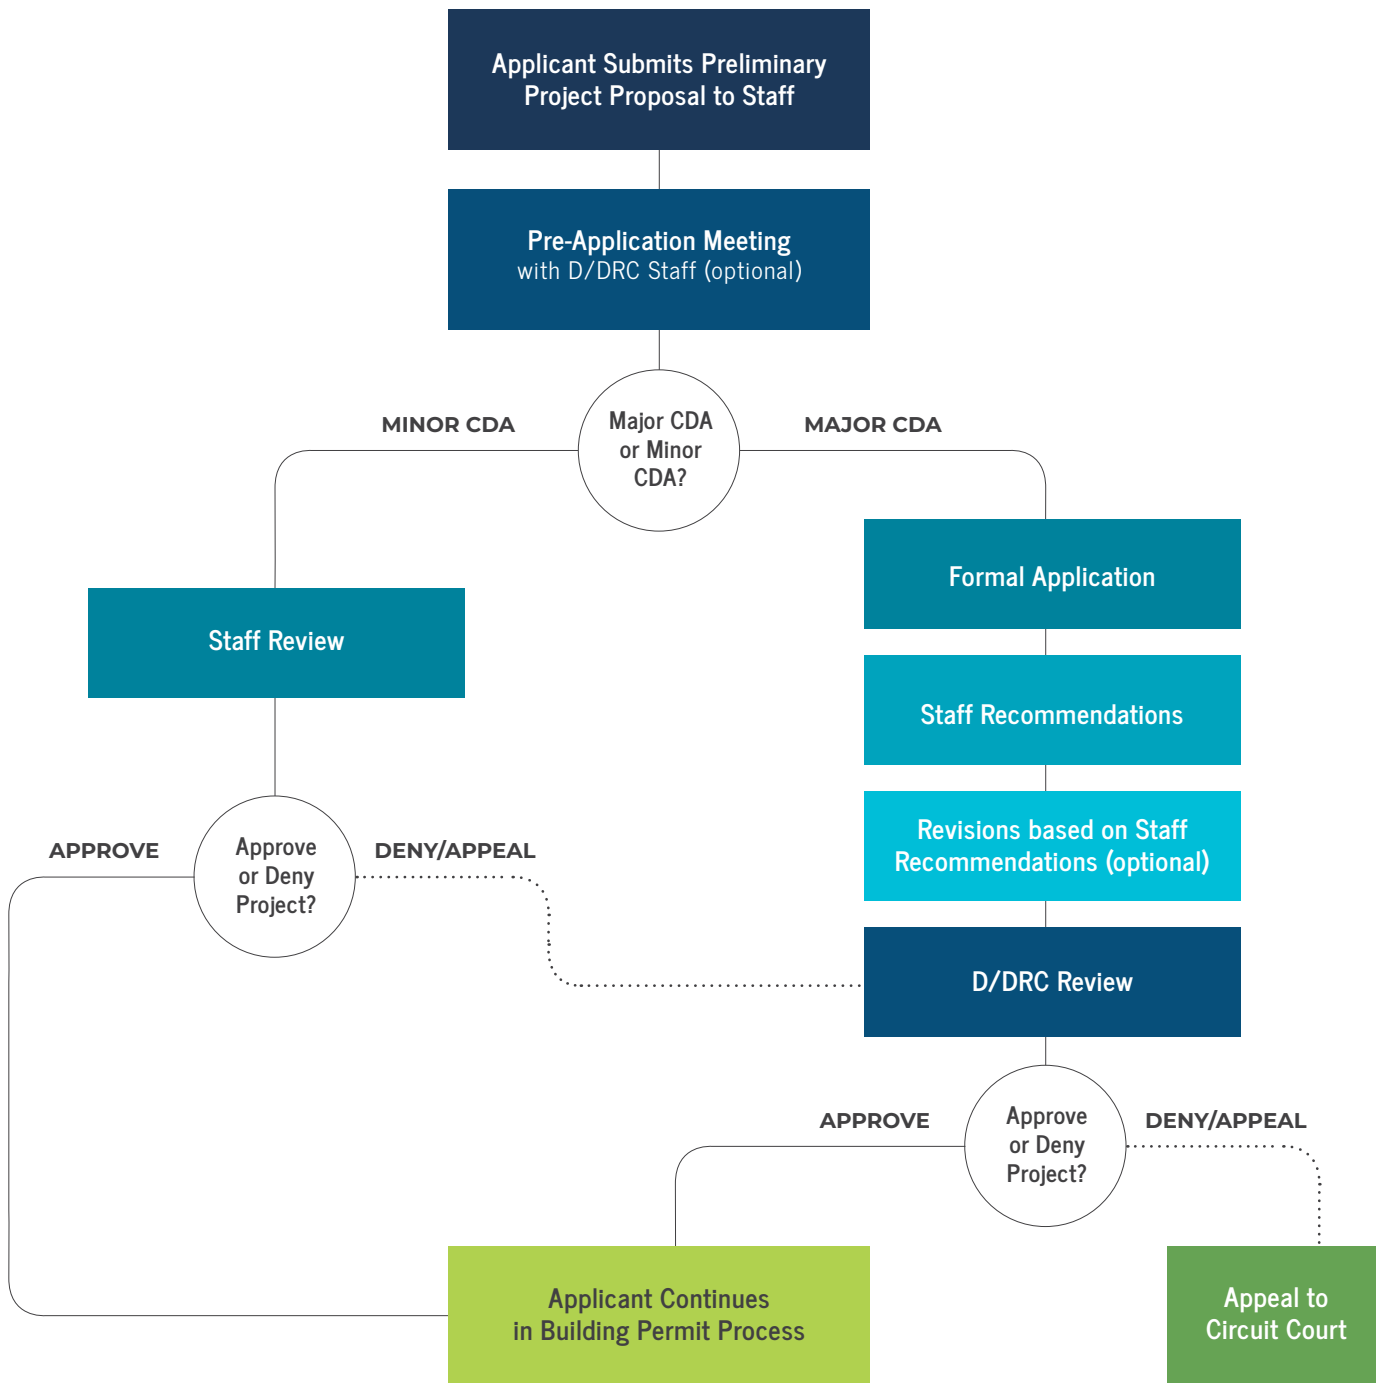 Applicant Submits Preliminary
Project Proposal to Staff
Pre-Application Meeting
with D/DRC Staff (optional)
MINOR CDA
Major CDA
or Minor
CDA?
MAJOR CDA
Formal Application
Staff Review
Staff Recommendations
Revisions based on Staff
Recommendations (optional)
APPROVE
Approve
or Deny
Project?
DENY/APPEAL
D/DRC Review
APPROVE
Approve
or Deny
Project?
DENY/APPEAL
Applicant Continues
in Building Permit Process
Appeal to
Circuit Court